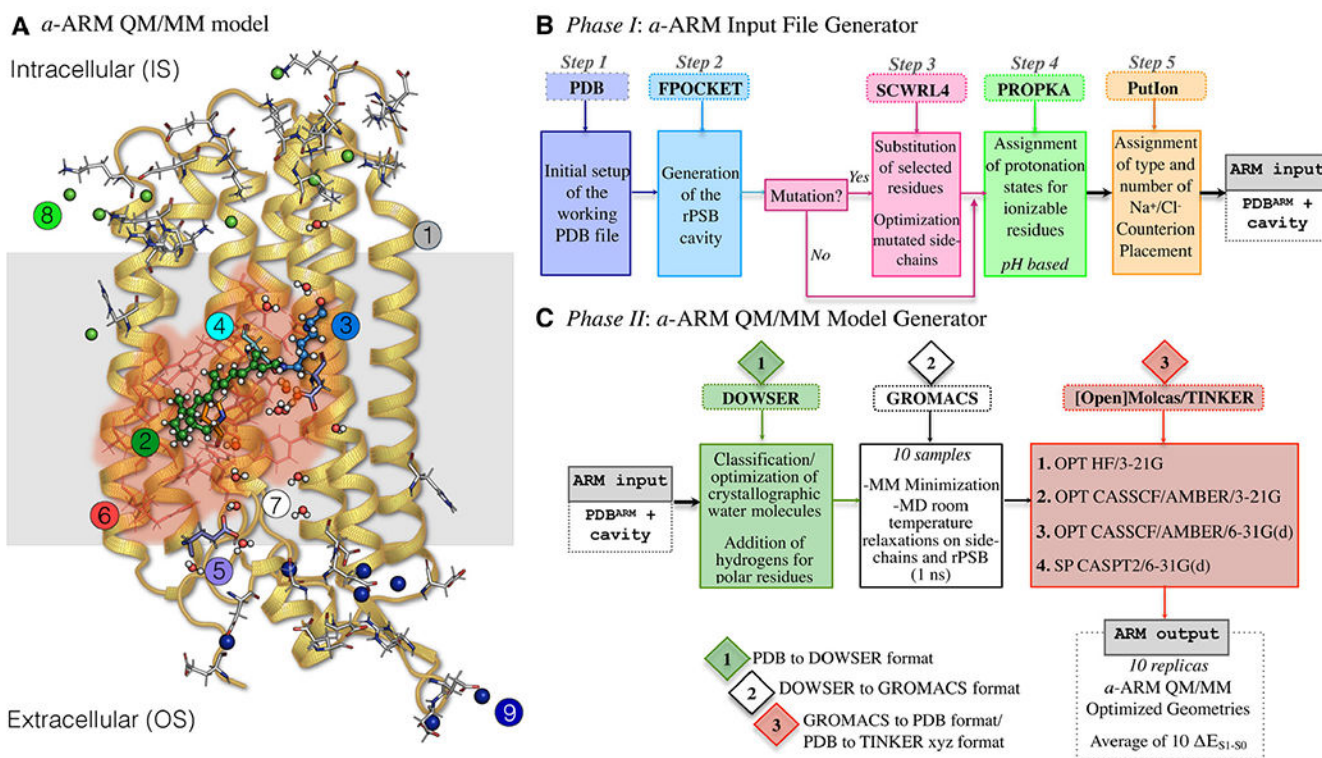 A a-ARM QM/MM model
Intracellular (IS)
8
1
4
3
2
6
7
5
9
Extracellular (OS)
B Phase I: a-ARM Input File Generator
Step 1
PDB
Initial setup
of the
working
PDB file
Step 2
FPOCKET
Generation
of the
rPSB
cavity
Mutation?
Yes
No
Step 3
SCWRL4
Substitution
of selected
residues
Optimization
mutated side-
chains
Step 4
PROPKA
Assignment
of protonation
states for
ionizable
residues
pH based
Step 5
PutIon
Assignment
of type and
number of
Na⁺/Cl⁻
Counterion
Placement
ARM input
PDBᴬᴿᴹ +
cavity
C Phase II: a-ARM QM/MM Model Generator
ARM input
PDBᴬᴿᴹ +
cavity
1
DOWSER
Classification/
optimization of
crystallographic
water molecules
Addition of
hydrogens for
polar residues
2
GROMACS
10 samples
-MM Minimization
-MD room
temperature
relaxations on side-
chains and rPSB
(1 ns)
3
[Open]Molcas/TINKER
1. OPT HF/3-21G
2. OPT CASSCF/AMBER/3-21G
3. OPT CASSCF/AMBER/6-31G(d)
4. SP CASPT2/6-31G(d)
ARM output
10 replicas
a-ARM QM/MM
Optimized Geometries
Average of 10 ΔE_S1-S0
1 PDB to DOWSER format
2 DOWSER to GROMACS format
3 GROMACS to PDB format/
PDB to TINKER xyz format